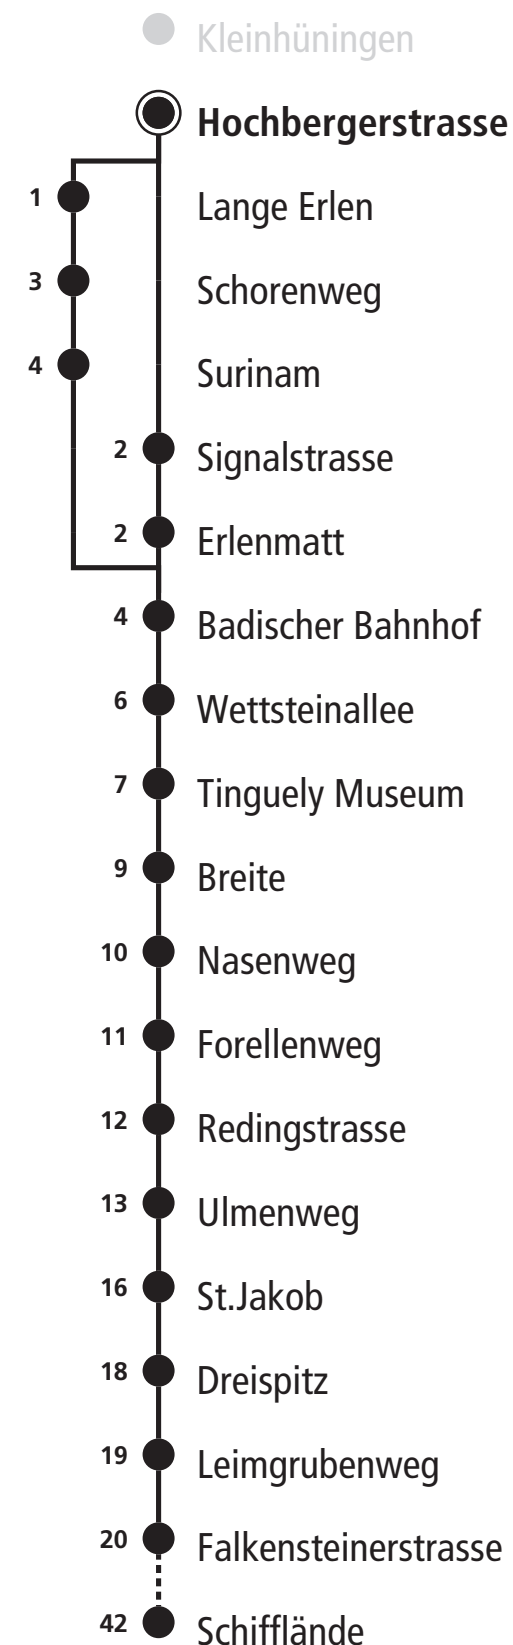 Kleinhüningen
Hochbergerstrasse
1 Lange Erlen
3 Schorenweg
4 Surinam
2 Signalstrasse
2 Erlenmatt
4 Badischer Bahnhof
6 Wettsteinallee
7 Tinguely Museum
9 Breite
10 Nasenweg
11 Forellenweg
12 Redingstrasse
13 Ulmenweg
16 St.Jakob
18 Dreispitz
19 Leimgrubenweg
20 Falkensteinerstrasse
42 Schifflände